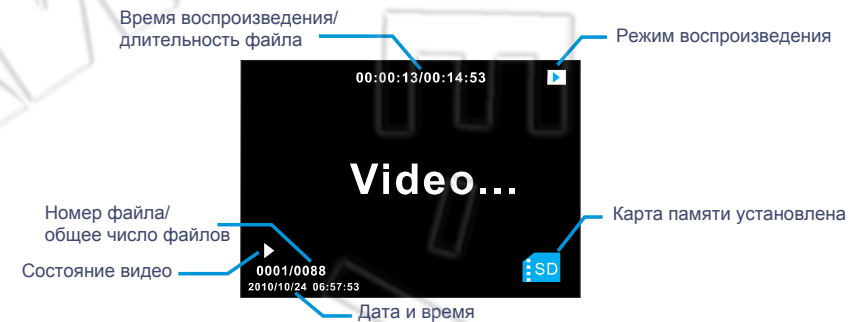 Время воспроизведения/
длительность файла
Режим воспроизведения
00:00:13/00:14:53
Video...
Номер файла/
общее число файлов
Карта памяти установлена
Состояние видео
SD
0001/0088
2010/10/24 06:57:53
Дата и время